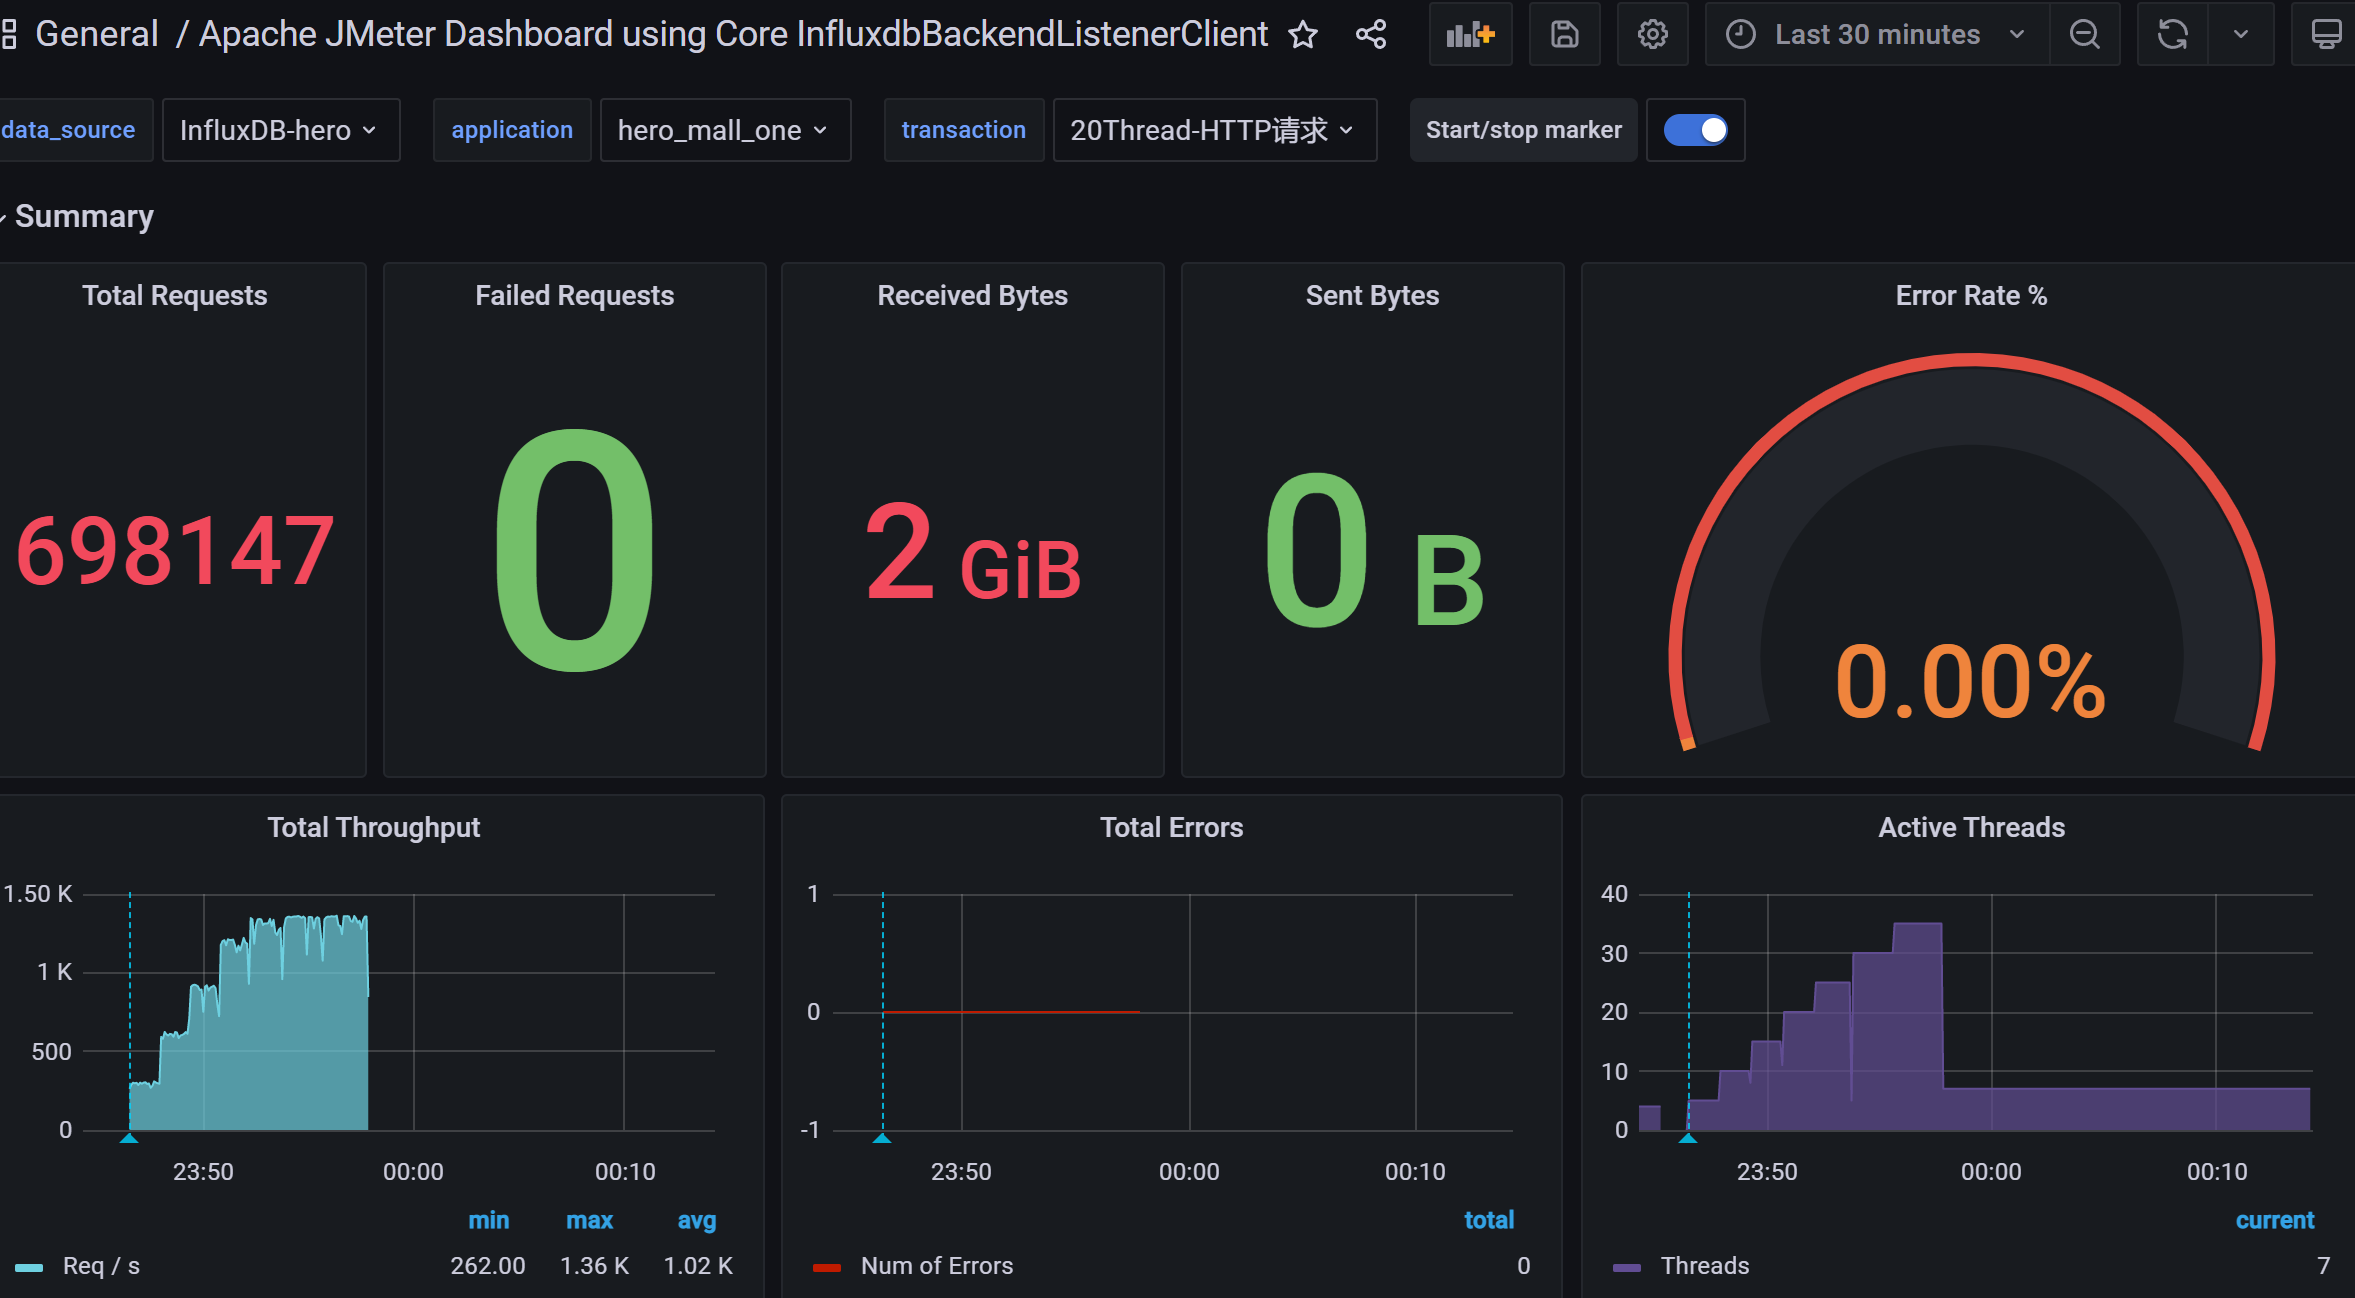 General / Apache JMeter Dashboard using Core InfluxdbBackendListenerClient
Last 30 minutes
data_source InfluxDB-hero application hero_mall_one transaction 20Thread-HTTP请求 Start/stop marker
Summary
Total Requests
698147
Failed Requests
0
Received Bytes
2 GiB
Sent Bytes
0 B
Error Rate %
0.00%
Total Throughput
1.50 K
1 K
500
0
23:50 00:00 00:10
min max avg
Req / s 262.00 1.36 K 1.02 K
Total Errors
1
0
-1
23:50 00:00 00:10
total
Num of Errors 0
Active Threads
40
30
20
10
0
23:50 00:00 00:10
current
Threads 7